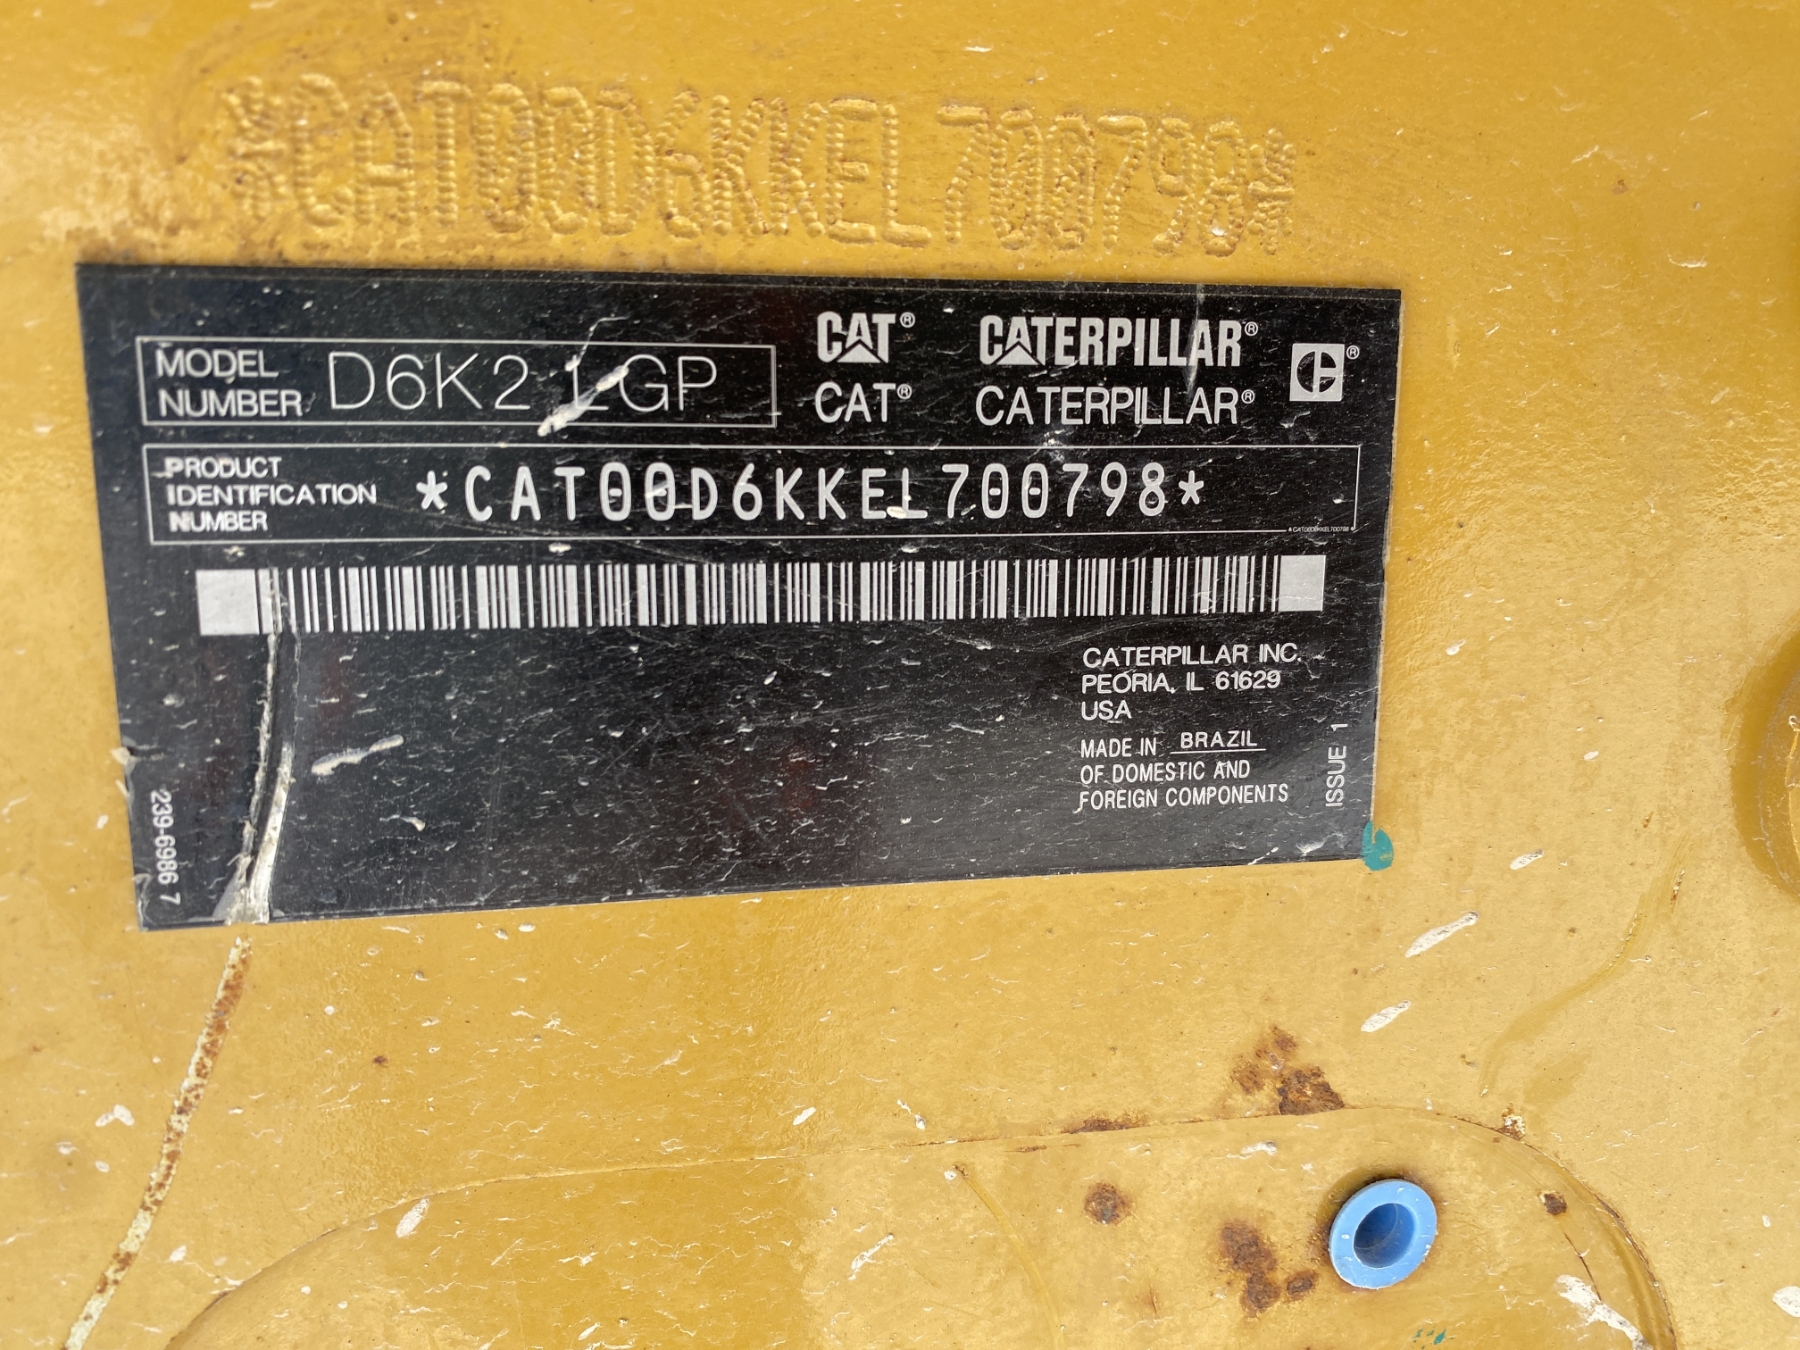 *CAT00D6KKEL700798*
MODEL NUMBER D6K2 LGP
CAT® CATERPILLAR®
CAT® CATERPILLAR®
PRODUCT IDENTIFICATION NUMBER *CAT00D6KKEL700798*
*CAT00D6KKEL700798*
CATERPILLAR INC.
PEORIA, IL 61629
USA
MADE IN BRAZIL
OF DOMESTIC AND
FOREIGN COMPONENTS
ISSUE 1
239-6986 7